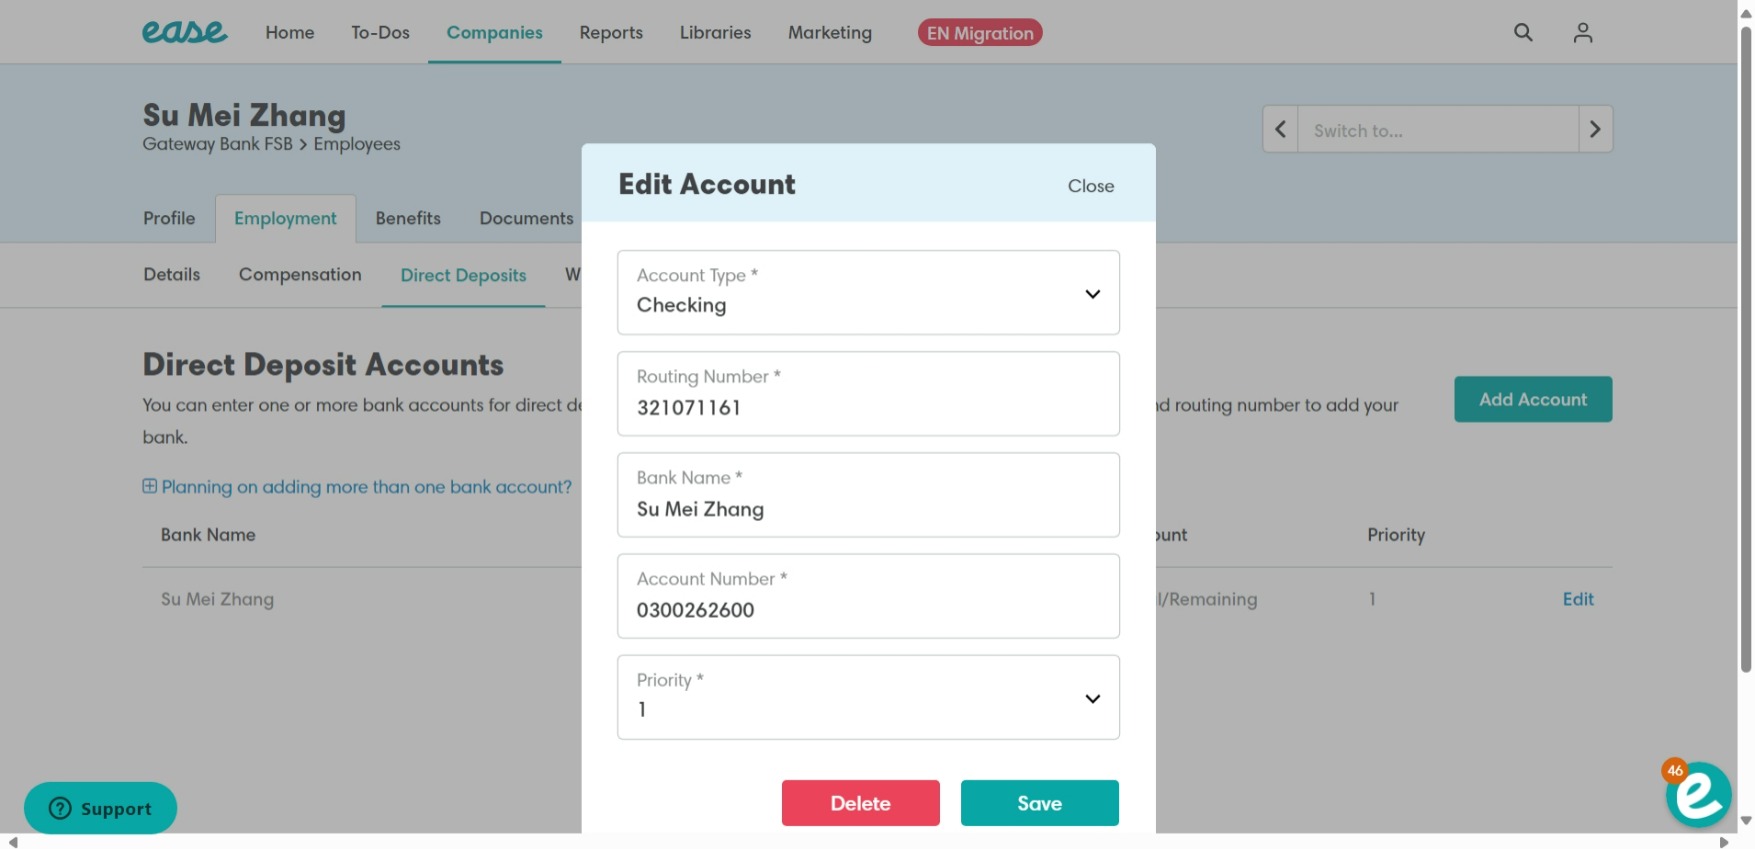 ease Home To-Dos Companies Reports Libraries Marketing EN Migration
Su Mei Zhang
Gateway Bank FSB > Employees
Switch to...
Profile Employment Benefits Documents
Details Compensation Direct Deposits W
Direct Deposit Accounts
You can enter one or more bank accounts for direct de
nd routing number to add your
bank.
Add Account
Planning on adding more than one bank account?
Bank Name
ount Priority
Su Mei Zhang
l/Remaining 1 Edit
Edit Account Close
Account Type *
Checking
Routing Number *
321071161
Bank Name *
Su Mei Zhang
Account Number *
0300262600
Priority *
1
Delete Save
Support
46
e